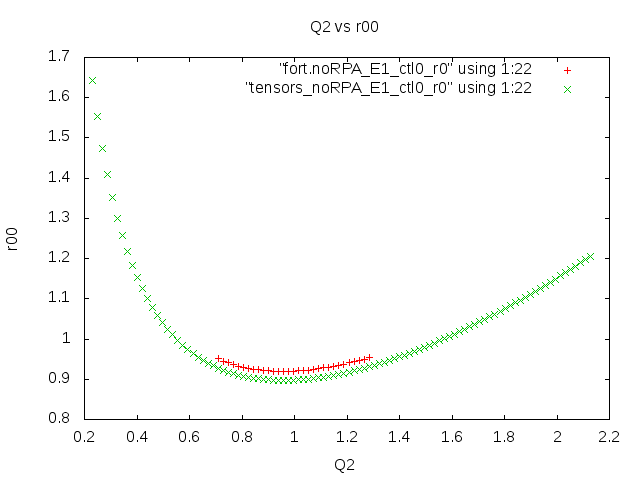 Q2 vs r00
"fort.noRPA_E1_ctl0_r0" using 1:22
"tensors_noRPA_E1_ctl0_r0" using 1:22
1.7
1.6
1.5
1.4
1.3
1.2
1.1
1
0.9
0.8
r00
0.2 0.4 0.6 0.8 1 1.2 1.4 1.6 1.8 2 2.2
Q2